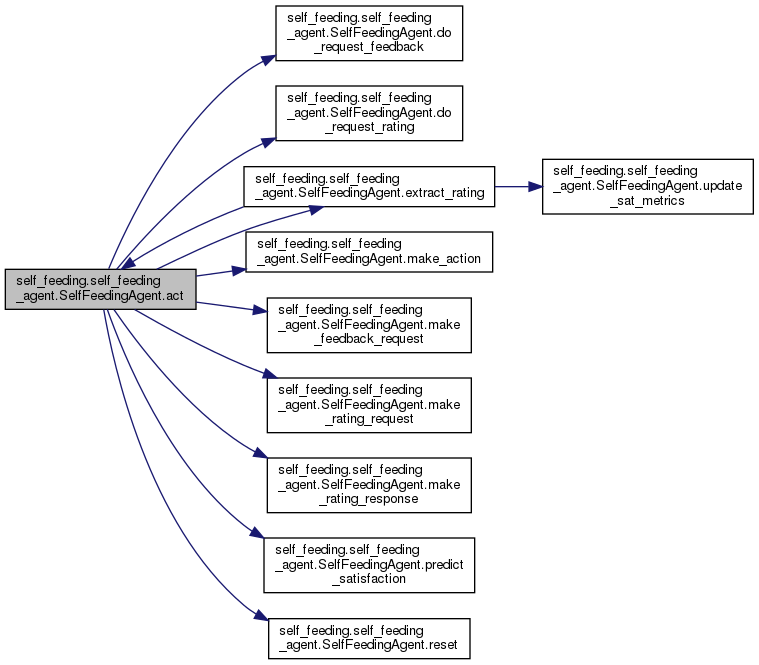 self_feeding.self_feeding
_agent.SelfFeedingAgent.do
_request_feedback
self_feeding.self_feeding
_agent.SelfFeedingAgent.do
_request_rating
self_feeding.self_feeding
_agent.SelfFeedingAgent.extract_rating
self_feeding.self_feeding
_agent.SelfFeedingAgent.update
_sat_metrics
self_feeding.self_feeding
_agent.SelfFeedingAgent.make_action
self_feeding.self_feeding
_agent.SelfFeedingAgent.act
self_feeding.self_feeding
_agent.SelfFeedingAgent.make
_feedback_request
self_feeding.self_feeding
_agent.SelfFeedingAgent.make
_rating_request
self_feeding.self_feeding
_agent.SelfFeedingAgent.make
_rating_response
self_feeding.self_feeding
_agent.SelfFeedingAgent.predict
_satisfaction
self_feeding.self_feeding
_agent.SelfFeedingAgent.reset